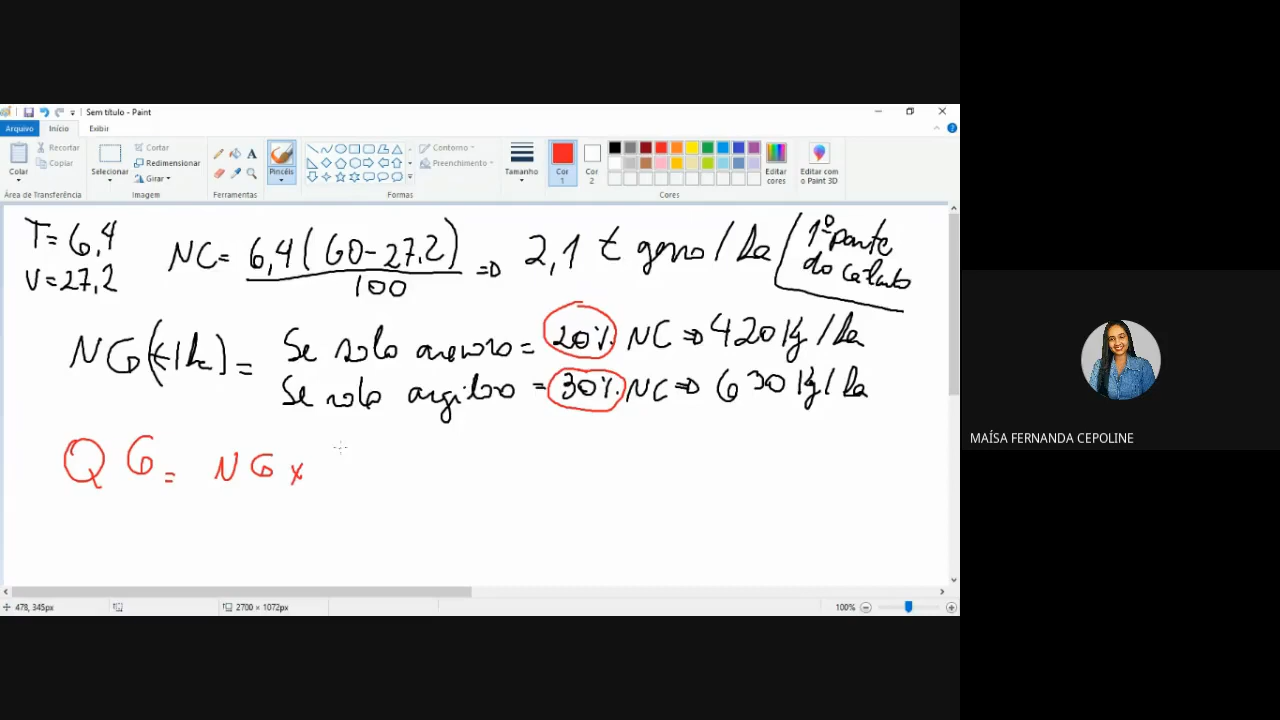 Sem título - Paint
Arquivo Início Exibir
Colar
Recortar
Copiar
Área de Transferência
Selecionar
Cortar
Redimensionar
Girar
Imagem
Ferramentas
Pincéis
Contorno
Preenchimento
Formas
Tamanho
Cor 1
Cor 2
Editar cores
Cores
Editar com o Paint 3D
T= 6,4
V= 27,2
NC= 6,4 (60-27,2) => 2,1 t gesso/ha
100
1º parte
do calculo
NG(t/ha) =
Se solo arenoso = 20% NC => 420 Kg/ha
Se solo argiloso = 30% NC => 630 Kg/ha
QG = NG x
478, 345px
2700 × 1072px
100%
MAÍSA FERNANDA CEPOLINE